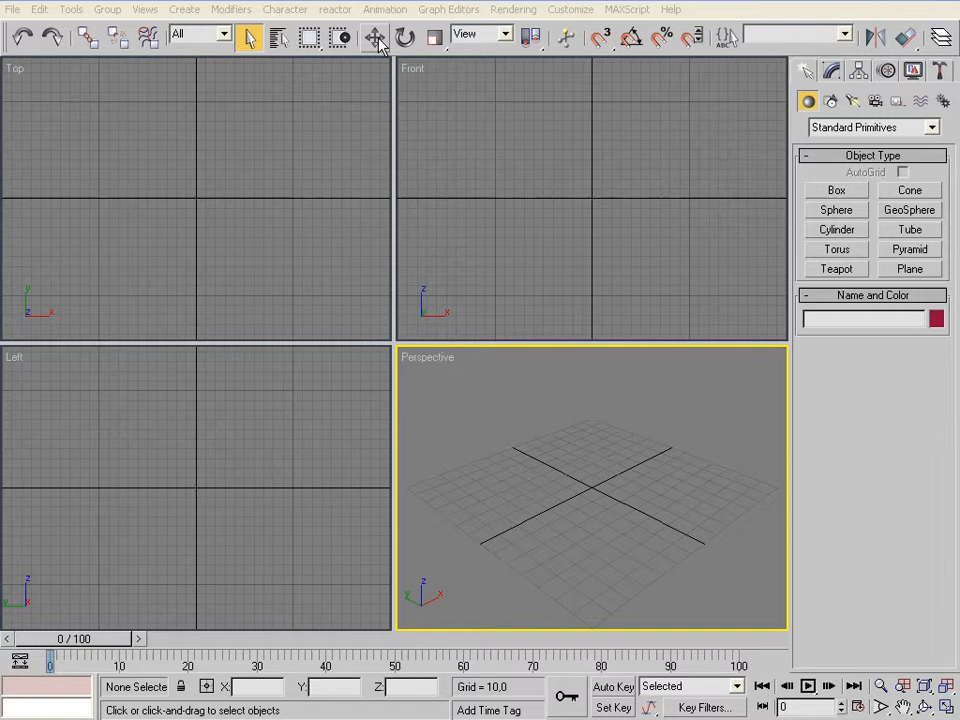 File Edit Tools Group Views Create Modifiers Character reactor Animation Graph Editors Rendering Customize MAXScript Help
All View
ABC
Top Front
y z x
z y x
Standard Primitives
- Object Type
AutoGrid
Box Cone
Sphere GeoSphere
Cylinder Tube
Torus Pyramid
Teapot Plane
- Name and Color
Left Perspective
z y x
z y x
< 0 / 100 >
0 10 20 30 40 50 60 70 80 90 100
None Selecte X: Y: Z: Grid = 10,0 Auto Key Selected
Click or click-and-drag to select objects Add Time Tag Set Key Key Filters... 0